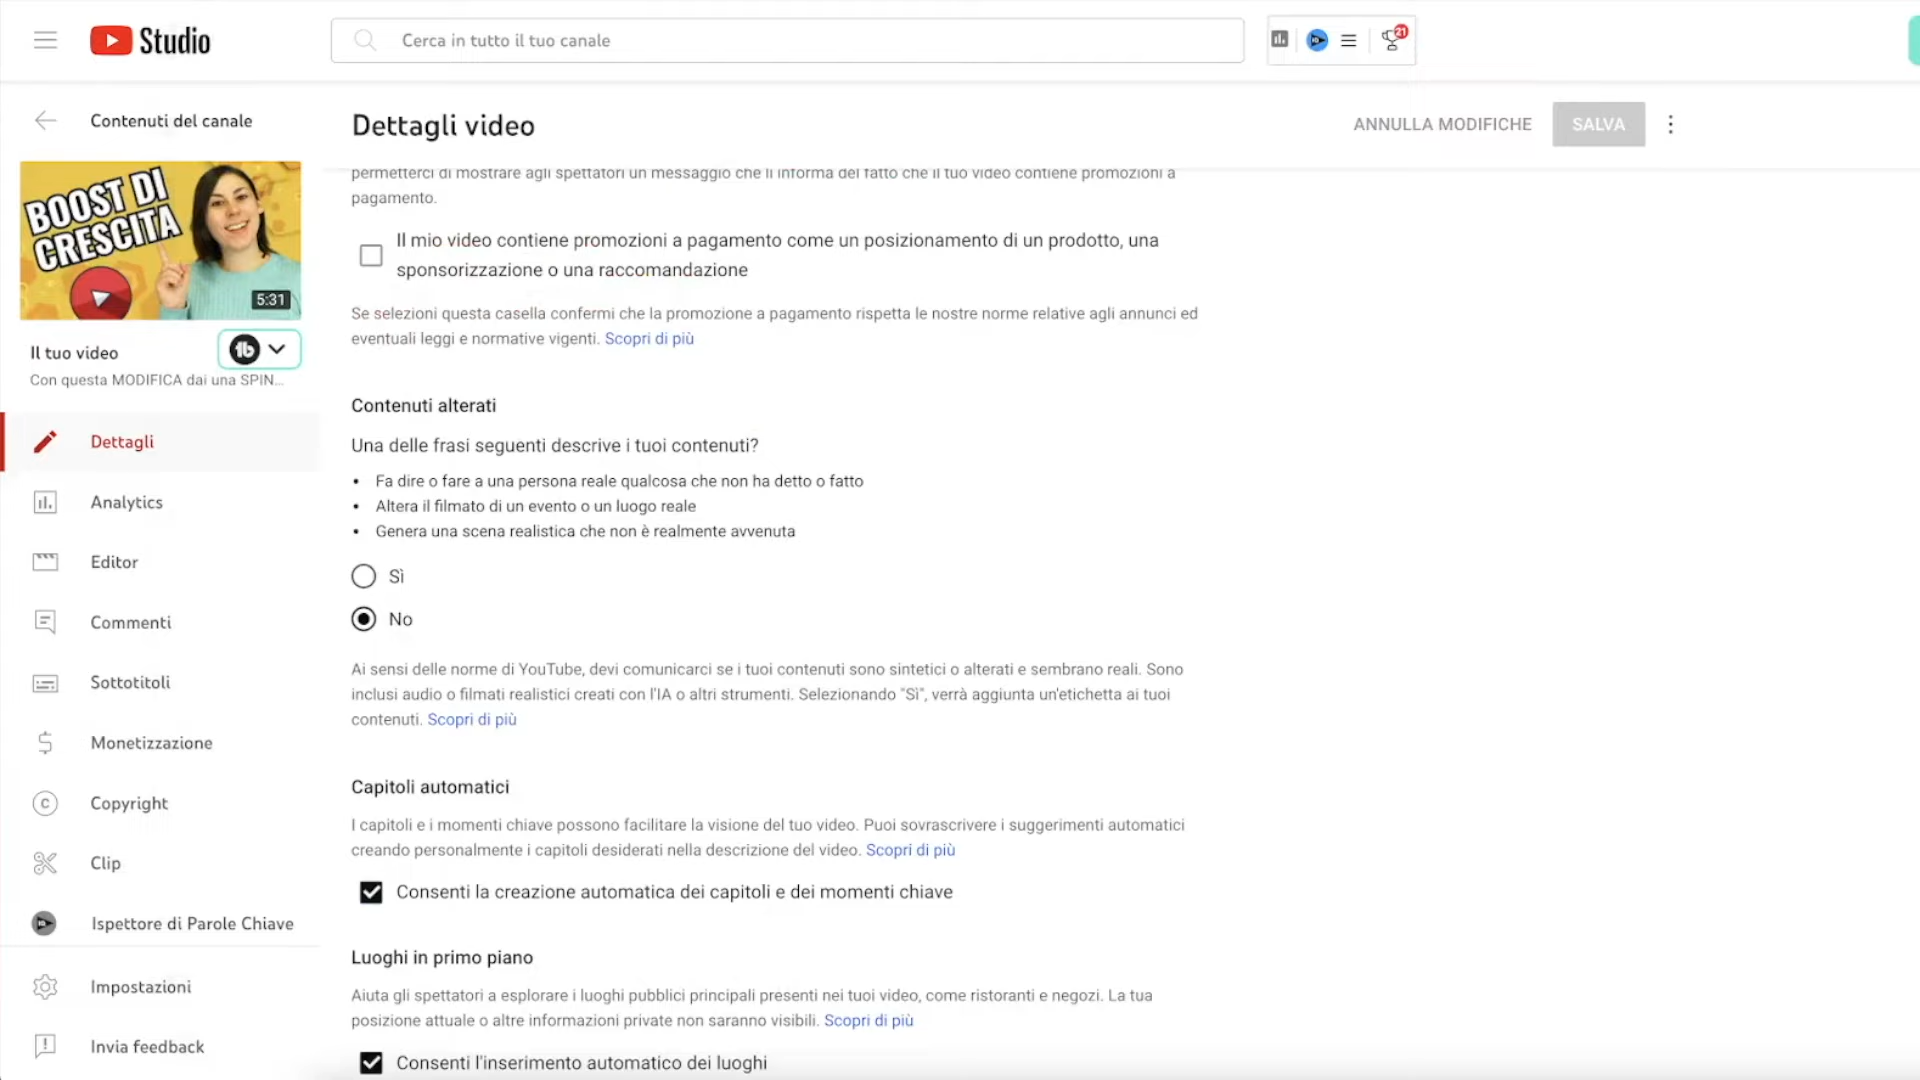 Studio
Cerca in tutto il tuo canale
21
Contenuti del canale
Dettagli video
ANNULLA MODIFICHE
SALVA
BOOST DI
CRESCITA
5:31
Il tuo video
Con questa MODIFICA dai una SPIN...
Dettagli
Analytics
Editor
Commenti
Sottotitoli
Monetizzazione
Copyright
Clip
Ispettore di Parole Chiave
Impostazioni
Invia feedback
permetterci di mostrare agli spettatori un messaggio che li informa del fatto che il tuo video contiene promozioni a
pagamento.
Il mio video contiene promozioni a pagamento come un posizionamento di un prodotto, una
sponsorizzazione o una raccomandazione
Se selezioni questa casella confermi che la promozione a pagamento rispetta le nostre norme relative agli annunci ed
eventuali leggi e normative vigenti. Scopri di più
Contenuti alterati
Una delle frasi seguenti descrive i tuoi contenuti?
• Fa dire o fare a una persona reale qualcosa che non ha detto o fatto
• Altera il filmato di un evento o un luogo reale
• Genera una scena realistica che non è realmente avvenuta
Sì
No
Ai sensi delle norme di YouTube, devi comunicarci se i tuoi contenuti sono sintetici o alterati e sembrano reali. Sono
inclusi audio o filmati realistici creati con l'IA o altri strumenti. Selezionando "Sì", verrà aggiunta un'etichetta ai tuoi
contenuti. Scopri di più
Capitoli automatici
I capitoli e i momenti chiave possono facilitare la visione del tuo video. Puoi sovrascrivere i suggerimenti automatici
creando personalmente i capitoli desiderati nella descrizione del video. Scopri di più
Consenti la creazione automatica dei capitoli e dei momenti chiave
Luoghi in primo piano
Aiuta gli spettatori a esplorare i luoghi pubblici principali presenti nei tuoi video, come ristoranti e negozi. La tua
posizione attuale o altre informazioni private non saranno visibili. Scopri di più
Consenti l'inserimento automatico dei luoghi